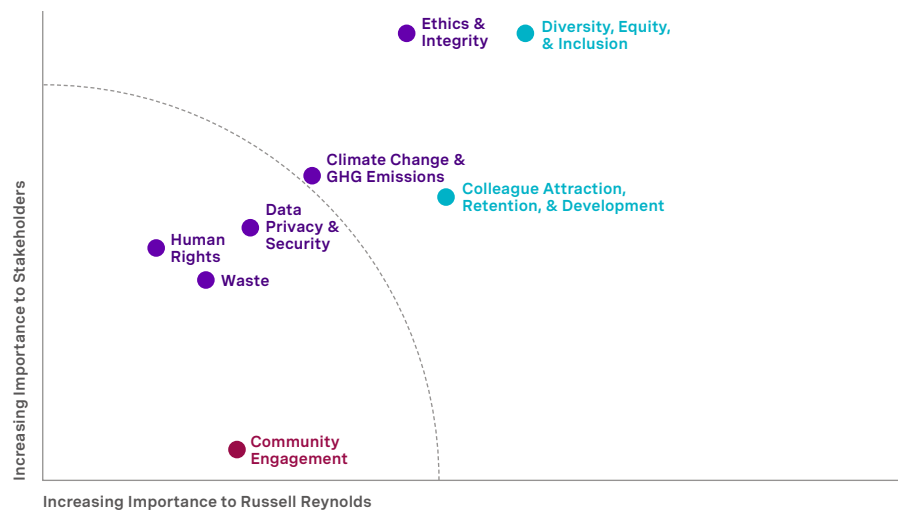 Ethics &
Integrity
Diversity, Equity,
& Inclusion
Climate Change &
GHG Emissions
Colleague Attraction,
Retention, & Development
Data
Privacy &
Security
Human
Rights
Waste
Community
Engagement
Increasing Importance to Stakeholders
Increasing Importance to Russell Reynolds